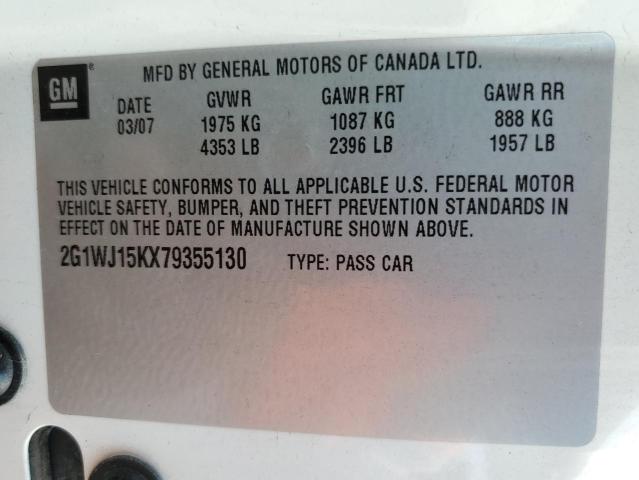 GM®
MFD BY GENERAL MOTORS OF CANADA LTD.
DATE GVWR GAWR FRT GAWR RR
03/07 1975 KG 1087 KG 888 KG
4353 LB 2396 LB 1957 LB
THIS VEHICLE CONFORMS TO ALL APPLICABLE U.S. FEDERAL MOTOR
VEHICLE SAFETY, BUMPER, AND THEFT PREVENTION STANDARDS IN
EFFECT ON THE DATE OF MANUFACTURE SHOWN ABOVE.
2G1WJ15KX79355130 TYPE: PASS CAR